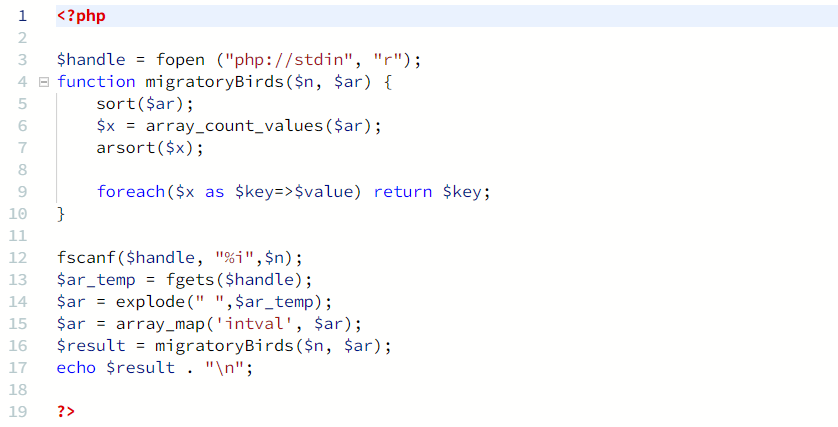 1 <?php
2
3 $handle = fopen ("php://stdin", "r");
4 function migratoryBirds($n, $ar) {
5     sort($ar);
6     $x = array_count_values($ar);
7     arsort($x);
8
9     foreach($x as $key=>$value) return $key;
10 }
11
12 fscanf($handle, "%i",$n);
13 $ar_temp = fgets($handle);
14 $ar = explode(" ",$ar_temp);
15 $ar = array_map('intval', $ar);
16 $result = migratoryBirds($n, $ar);
17 echo $result . "\n";
18
19 ?>